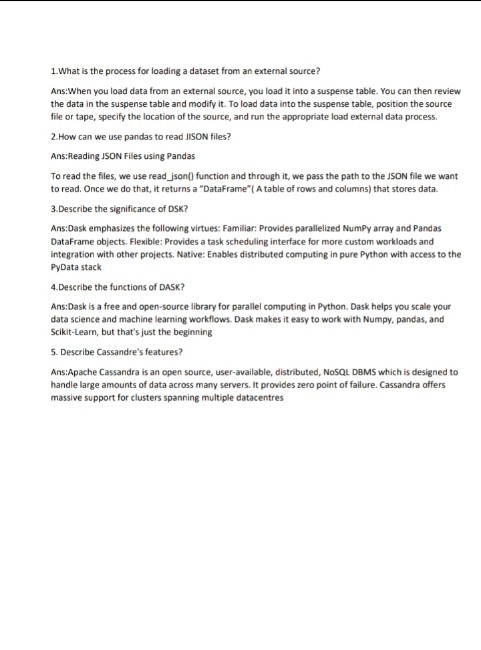 1.What is the process for loading a dataset from an external source?
Ans:When you load data from an external source, you load it into a suspense table. You can then review
the data in the suspense table and modify it. To load data into the suspense table, position the source
file or tape, specify the location of the source, and run the appropriate load external data process.
2.How can we use pandas to read JISON files?
Ans:Reading JSON Files using Pandas
To read the files, we use read_json() function and through it, we pass the path to the JSON file we want
to read. Once we do that, it returns a "DataFrame"( A table of rows and columns) that stores data.
3.Describe the significance of DSK?
Ans:Dask emphasizes the following virtues: Familiar: Provides parallelized NumPy array and Pandas
DataFrame objects. Flexible: Provides a task scheduling interface for more custom workloads and
integration with other projects. Native: Enables distributed computing in pure Python with access to the
PyData stack
4.Describe the functions of DASK?
Ans:Dask is a free and open-source library for parallel computing in Python. Dask helps you scale your
data science and machine learning workflows. Dask makes it easy to work with Numpy, pandas, and
Scikit-Learn, but that's just the beginning
5. Describe Cassandre's features?
Ans:Apache Cassandra is an open source, user-available, distributed, NoSQL DBMS which is designed to
handle large amounts of data across many servers. It provides zero point of failure. Cassandra offers
massive support for clusters spanning multiple datacentres